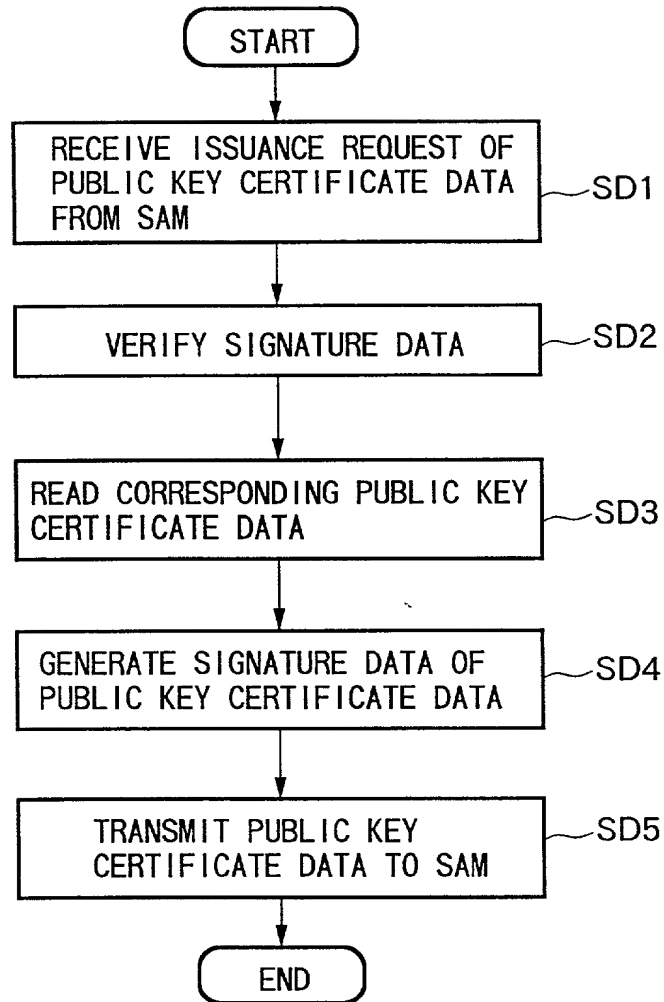 START
RECEIVE ISSUANCE REQUEST OF
PUBLIC KEY CERTIFICATE DATA
FROM SAM
SD1
VERIFY SIGNATURE DATA
SD2
READ CORRESPONDING PUBLIC KEY
CERTIFICATE DATA
SD3
GENERATE SIGNATURE DATA OF
PUBLIC KEY CERTIFICATE DATA
SD4
TRANSMIT PUBLIC KEY
CERTIFICATE DATA TO SAM
SD5
END